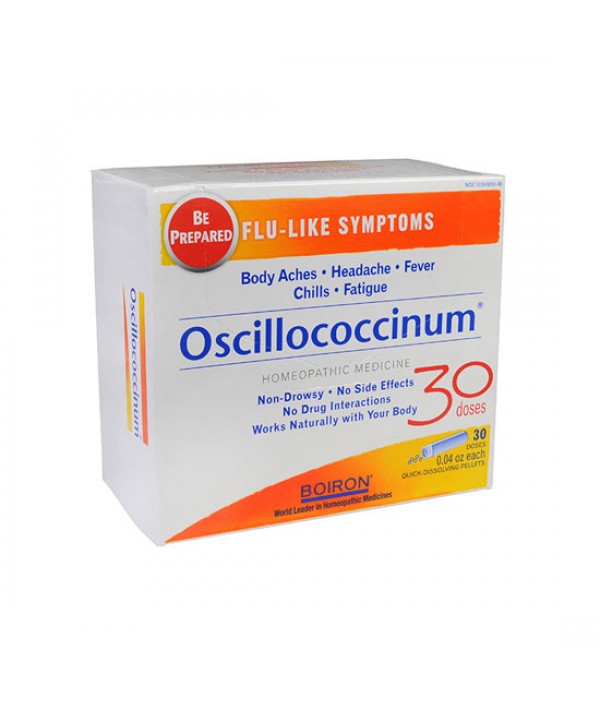 BE
PREPARED
FLU-LIKE SYMPTOMS
Body Aches • Headache • Fever
Chills • Fatigue
Oscillococcinum®
HOMEOPATHIC MEDICINE
Non-Drowsy • No Side Effects
No Drug Interactions
Works Naturally with Your Body
30
doses
30
DOSES
0.04 oz each
QUICK-DISSOLVING PELLETS
BOIRON®
World Leader in Homeopathic Medicines
Oscillococcinum